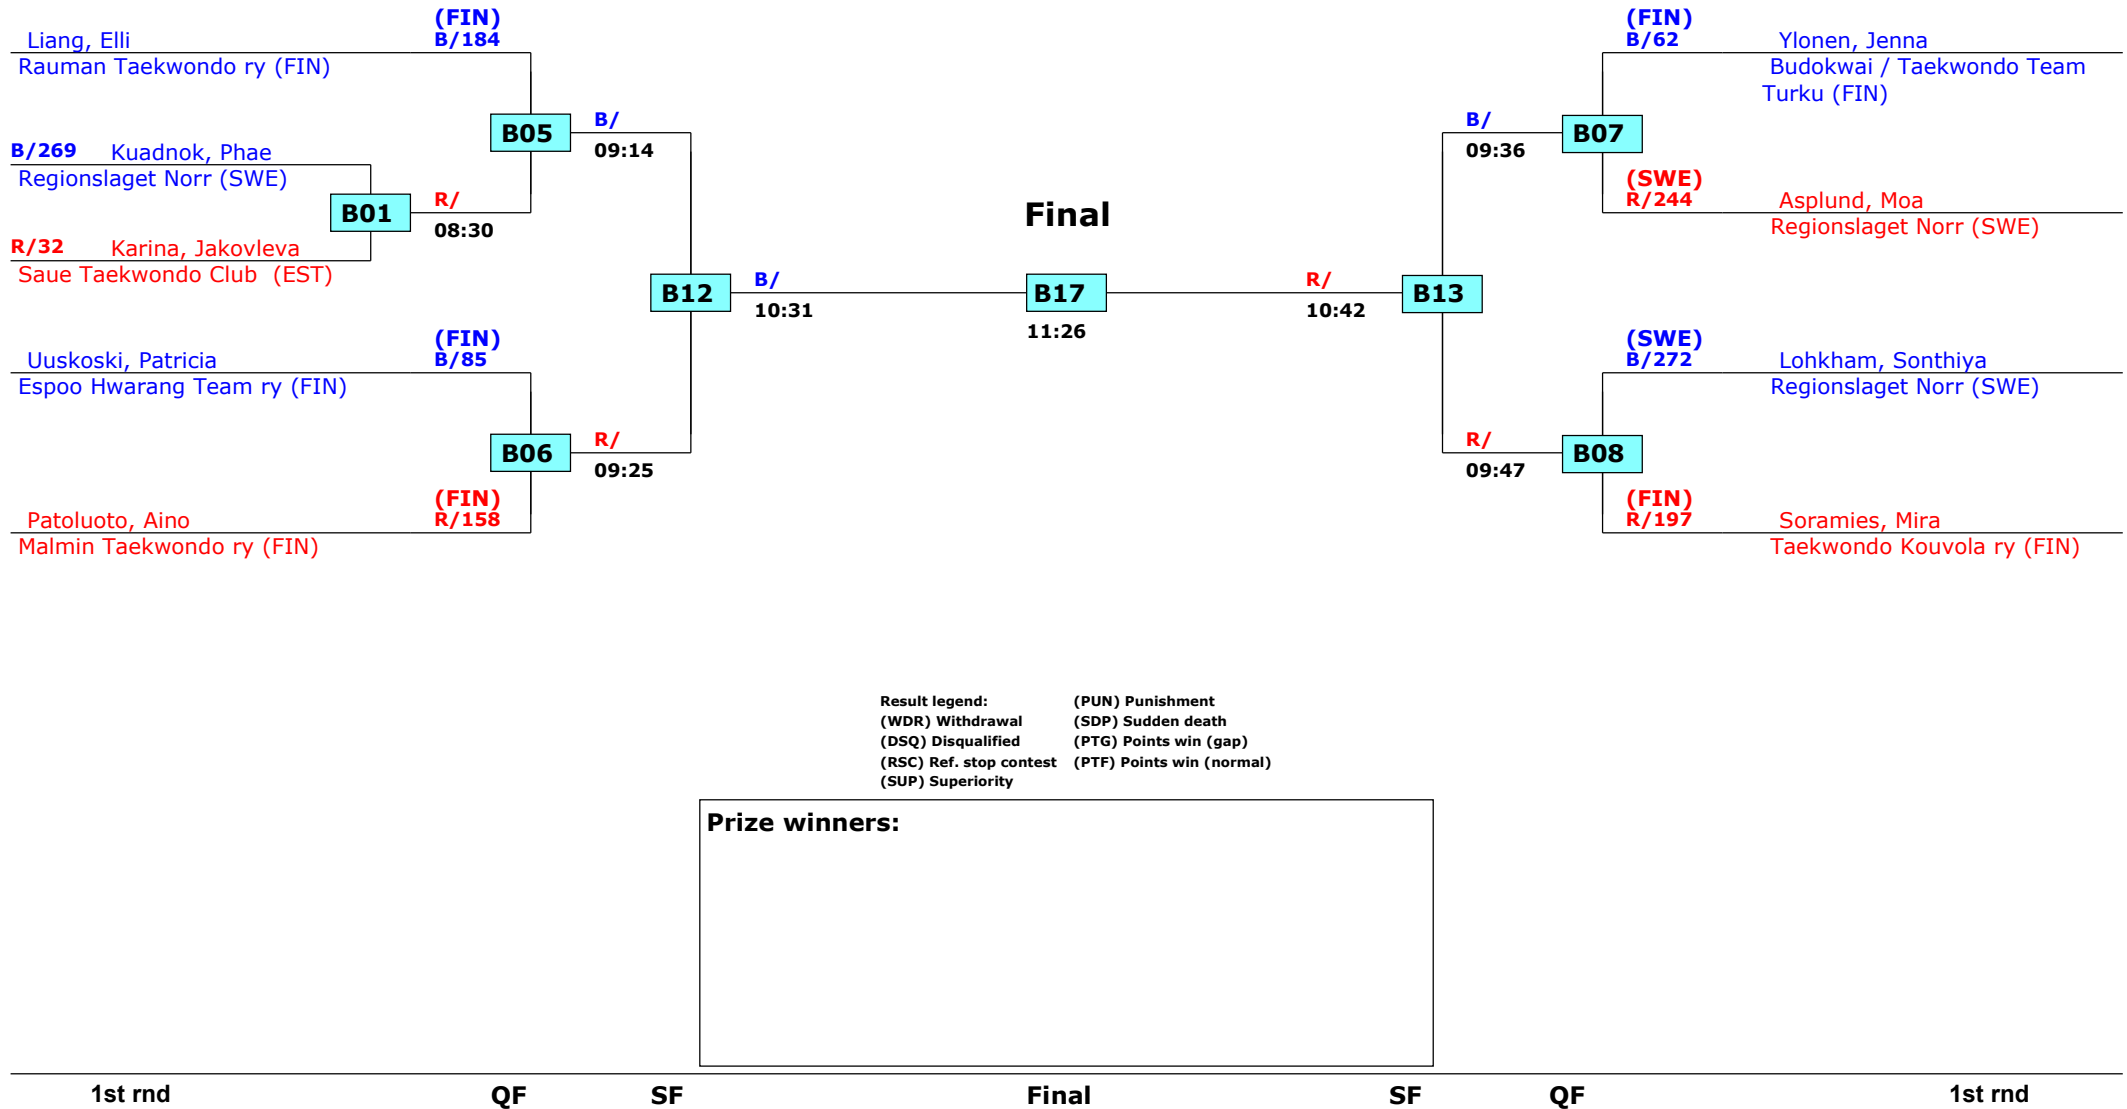 (FIN)
Liang, Elli B/184
Rauman Taekwondo ry (FIN)
B05
B/
09:14
B/269 Kuadnok, Phae
Regionslaget Norr (SWE)
B01
R/
08:30
R/32 Karina, Jakovleva
Saue Taekwondo Club  (EST)
B12
B/
10:31
(FIN)
Uuskoski, Patricia B/85
Espoo Hwarang Team ry (FIN)
B06
R/
09:25
(FIN)
Patoluoto, Aino R/158
Malmin Taekwondo ry (FIN)
Final
B17
11:26
(FIN)
B/62 Ylonen, Jenna
Budokwai / Taekwondo Team
Turku (FIN)
B/
B07
09:36
(SWE)
R/244 Asplund, Moa
Regionslaget Norr (SWE)
R/
B13
10:42
(SWE)
B/272 Lohkham, Sonthiya
Regionslaget Norr (SWE)
R/
B08
09:47
(FIN)
R/197 Soramies, Mira
Taekwondo Kouvola ry (FIN)
Result legend: (PUN) Punishment
(WDR) Withdrawal (SDP) Sudden death
(DSQ) Disqualified (PTG) Points win (gap)
(RSC) Ref. stop contest (PTF) Points win (normal)
(SUP) Superiority
Prize winners:
1st rnd QF SF Final SF QF 1st rnd